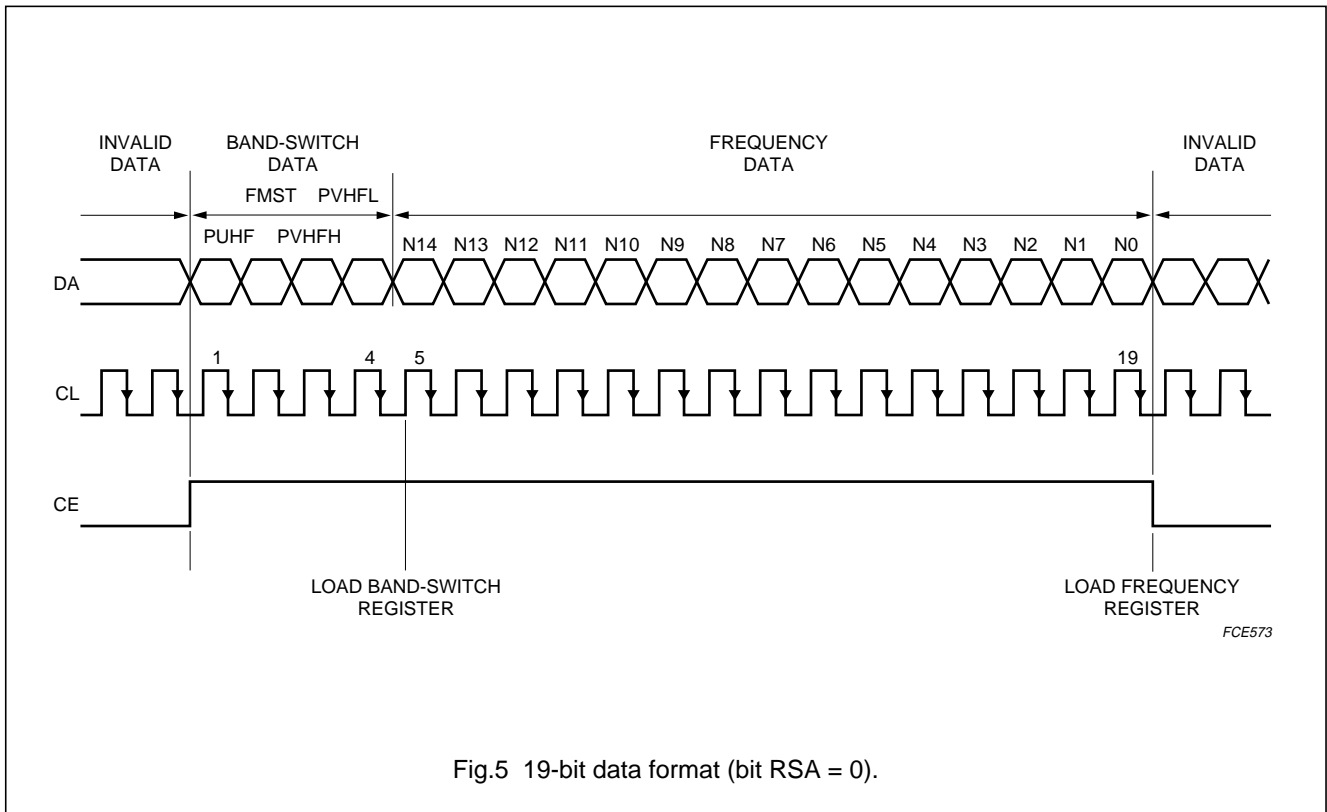 INVALID DATA
BAND-SWITCH DATA
FREQUENCY DATA
INVALID DATA
FMST PVHFL
PUHF PVHFH
N14 N13 N12 N11 N10 N9 N8 N7 N6 N5 N4 N3 N2 N1 N0
DA
1 4 5 19
CL
CE
LOAD BAND-SWITCH REGISTER
LOAD FREQUENCY REGISTER
FCE573
Fig.5 19-bit data format (bit RSA = 0).